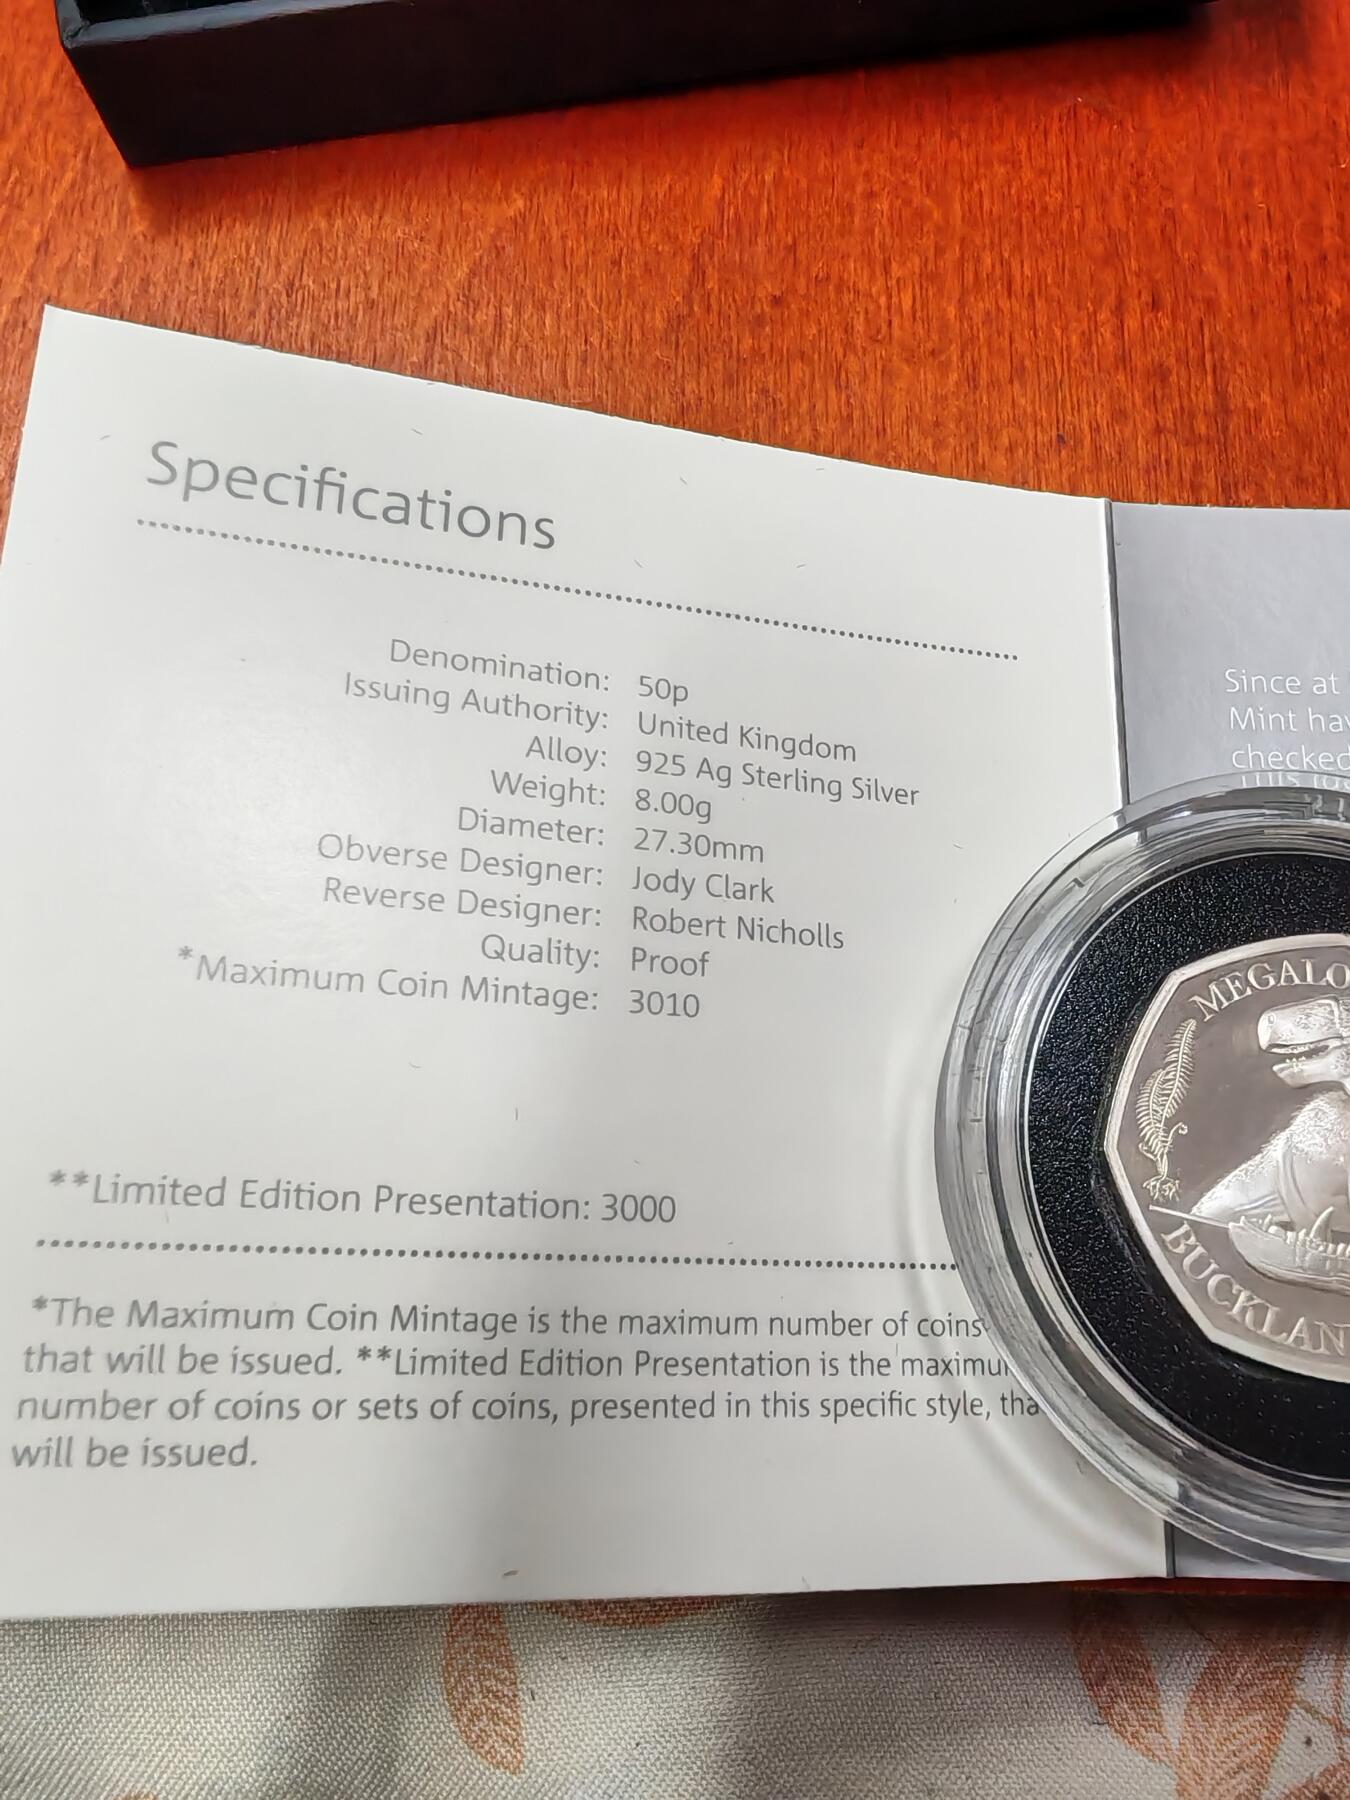 Specifications
Denomination: 50p
Issuing Authority: United Kingdom
Alloy: 925 Ag Sterling Silver
Weight: 8.00g
Diameter: 27.30mm
Obverse Designer: Jody Clark
Reverse Designer: Robert Nicholls
Quality: Proof
*Maximum Coin Mintage: 3010
**Limited Edition Presentation: 3000
*The Maximum Coin Mintage is the maximum number of coins
that will be issued. **Limited Edition Presentation is the maximu
number of coins or sets of coins, presented in this specific style, tha
will be issued.
Since at
Mint hav
checked
MEGALO
BUCKLAN